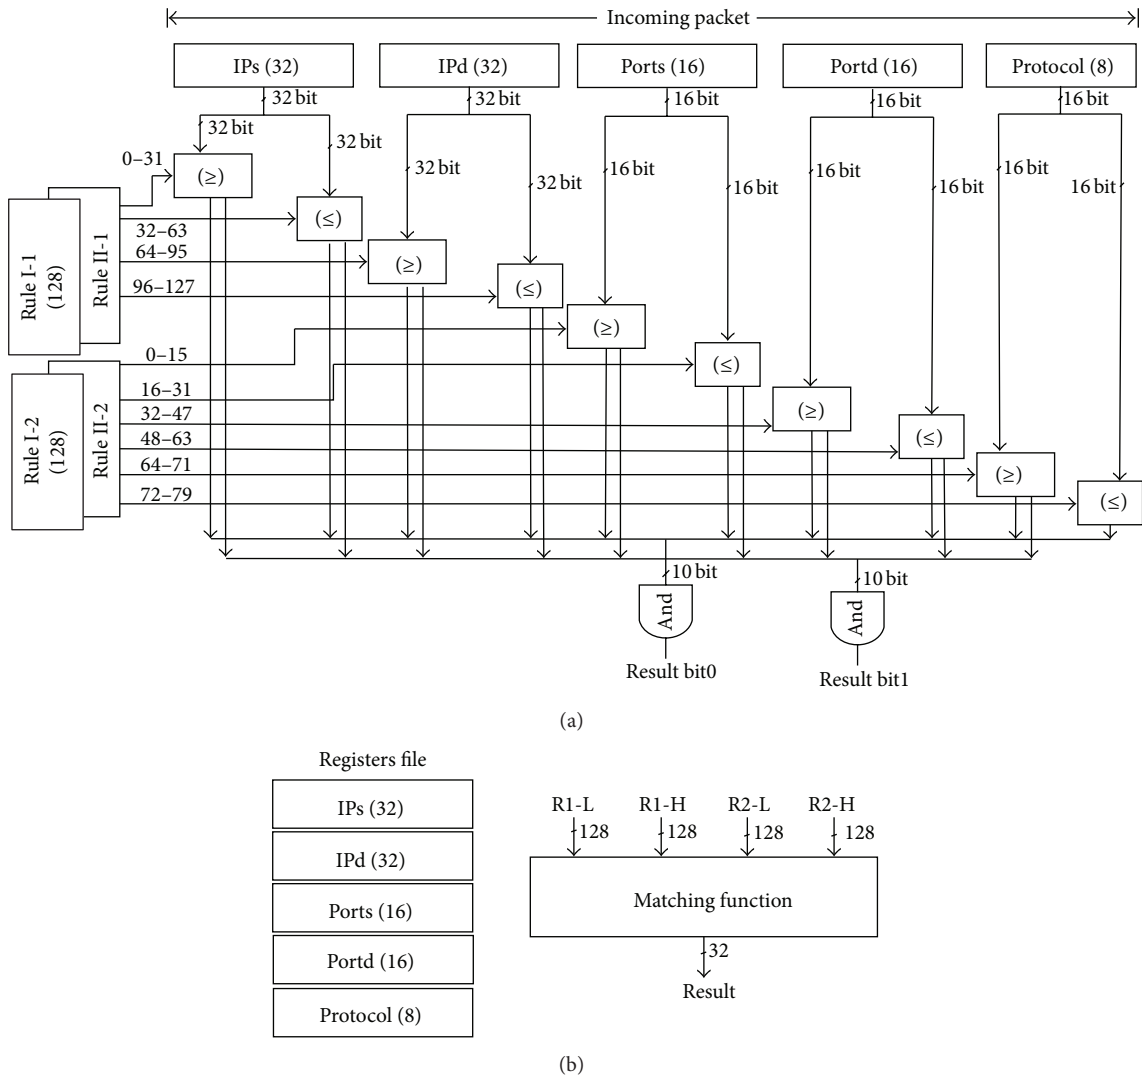 Incoming packet
IPs (32)
IPd (32)
Ports (16)
Portd (16)
Protocol (8)
32 bit
32 bit
16 bit
16 bit
16 bit
32 bit
32 bit
32 bit
32 bit
16 bit
16 bit
16 bit
16 bit
16 bit
16 bit
0–31
(≥)
32–63
(≤)
64–95
(≥)
96–127
(≤)
Rule I-1
(128)
Rule II-1
0–15
(≥)
16–31
(≤)
32–47
(≥)
48–63
(≤)
64–71
(≥)
72–79
(≤)
Rule I-2
(128)
Rule II-2
10 bit
10 bit
And
And
Result bit0
Result bit1
(a)
Registers file
IPs (32)
IPd (32)
Ports (16)
Portd (16)
Protocol (8)
R1-L
R1-H
R2-L
R2-H
128
128
128
128
Matching function
32
Result
(b)